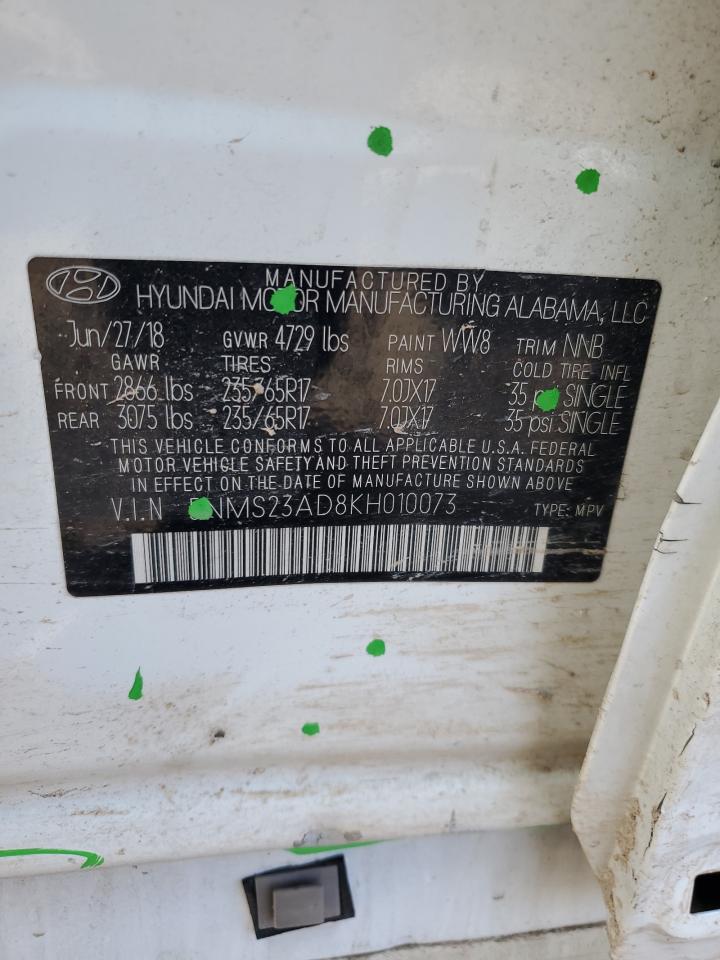 MANUFACTURED BY
HYUNDAI MOTOR MANUFACTURING ALABAMA, LLC
Jun/27/18 GVWR 4729 lbs PAINT WW8 TRIM NNB
GAWR TIRES RIMS COLD TIRE INFL
FRONT 2866 lbs 235/65R17 7.0JX17 35 psi SINGLE
REAR 3075 lbs 235/65R17 7.0JX17 35 psi SINGLE
THIS VEHICLE CONFORMS TO ALL APPLICABLE U.S.A. FEDERAL
MOTOR VEHICLE SAFETY AND THEFT PREVENTION STANDARDS
IN EFFECT ON THE DATE OF MANUFACTURE SHOWN ABOVE
V.I.N TYPE: MPV